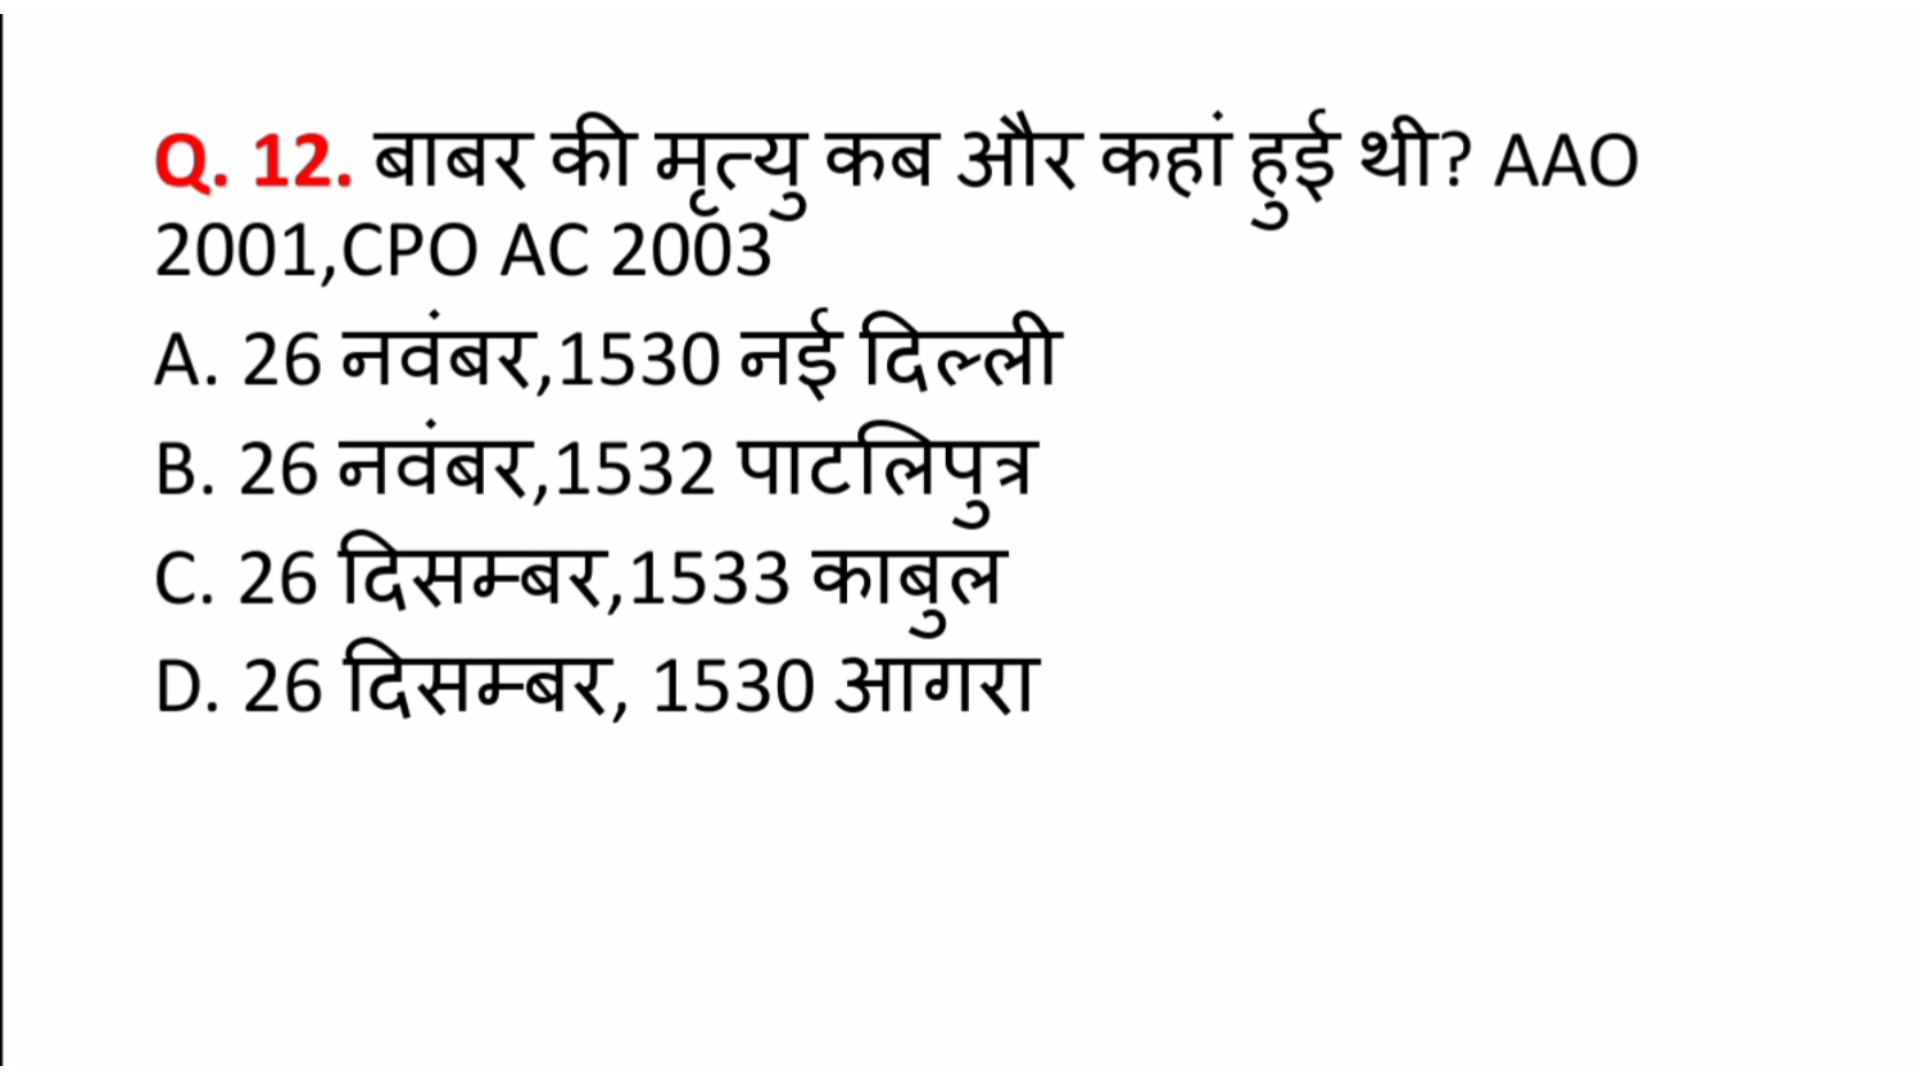 Q. 12. बाबर की मृत्यु कब और कहां हुई थी? AAO
2001,CPO AC 2003
A. 26 नवंबर,1530 नई दिल्ली
B. 26 नवंबर,1532 पाटलिपुत्र
C. 26 दिसम्बर,1533 काबुल
D. 26 दिसम्बर, 1530 आगरा